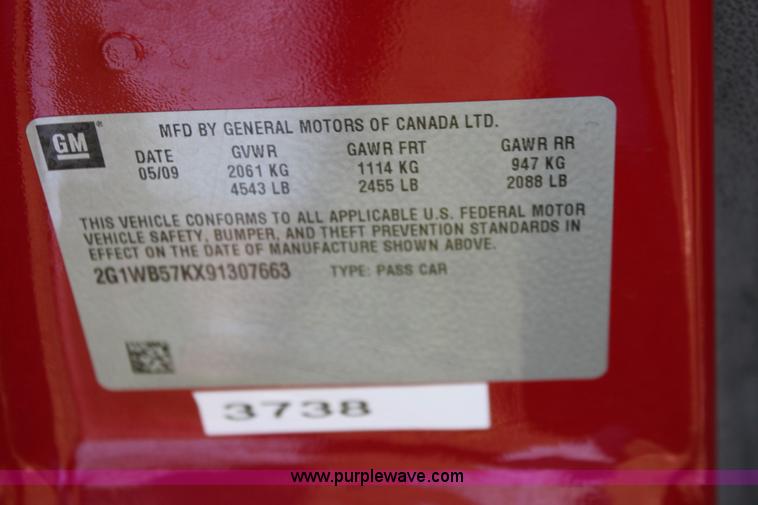 GM® MFD BY GENERAL MOTORS OF CANADA LTD.
DATE GVWR GAWR FRT GAWR RR
05/09 2061 KG 1114 KG 947 KG
4543 LB 2455 LB 2088 LB
THIS VEHICLE CONFORMS TO ALL APPLICABLE U.S. FEDERAL MOTOR
VEHICLE SAFETY, BUMPER, AND THEFT PREVENTION STANDARDS IN
EFFECT ON THE DATE OF MANUFACTURE SHOWN ABOVE.
2G1WB57KX91307663 TYPE: PASS CAR
3738
www.purplewave.com